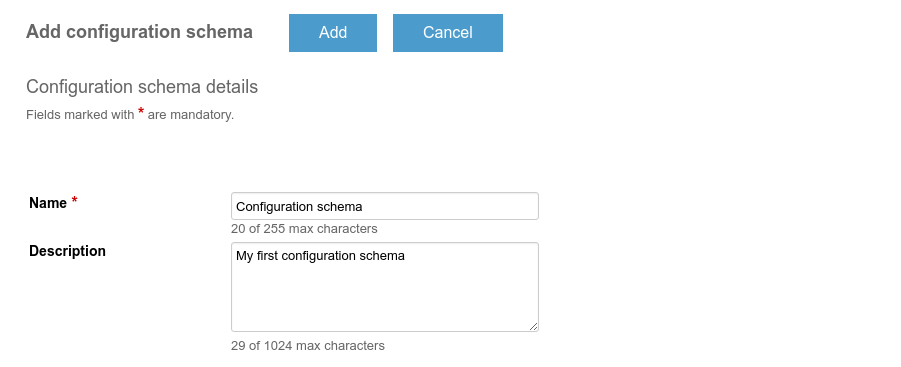 Add configuration schema Add Cancel
Configuration schema details
Fields marked with * are mandatory.
Name * Configuration schema
20 of 255 max characters
Description My first configuration schema
29 of 1024 max characters